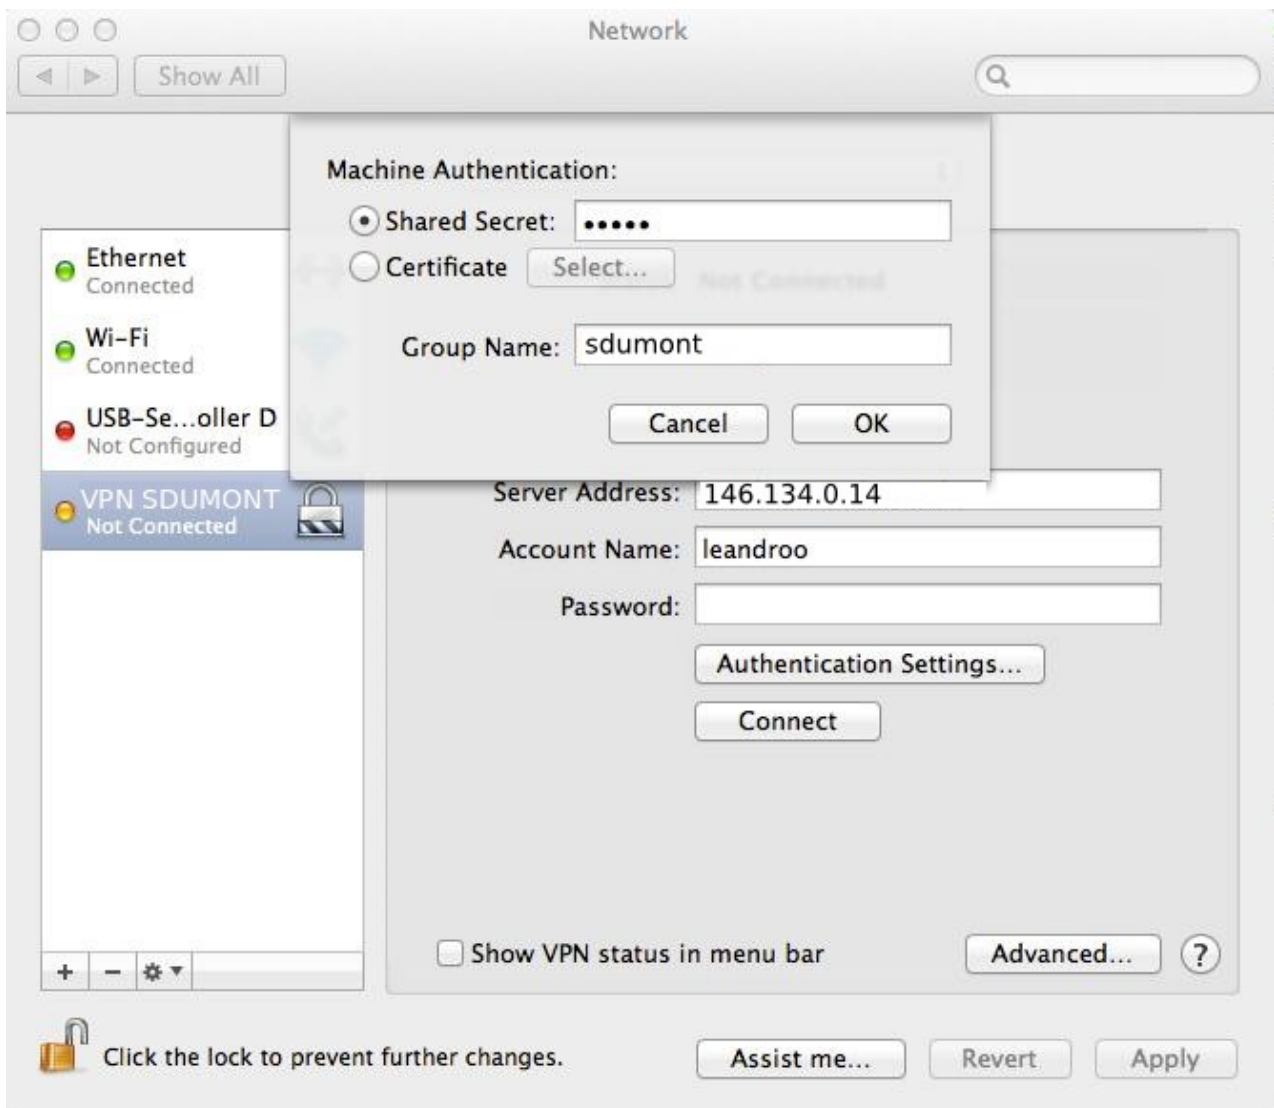 Network
Show All
Machine Authentication:
Shared Secret: •••••
Certificate Select...
Group Name: sdumont
Cancel OK
Not Connected
Ethernet
Connected
Wi-Fi
Connected
USB-Se...oller D
Not Configured
VPN SDUMONT
Not Connected
Server Address: 146.134.0.14
Account Name: leandroo
Password:
Authentication Settings...
Connect
Show VPN status in menu bar
Advanced... ?
Click the lock to prevent further changes.
Assist me... Revert Apply